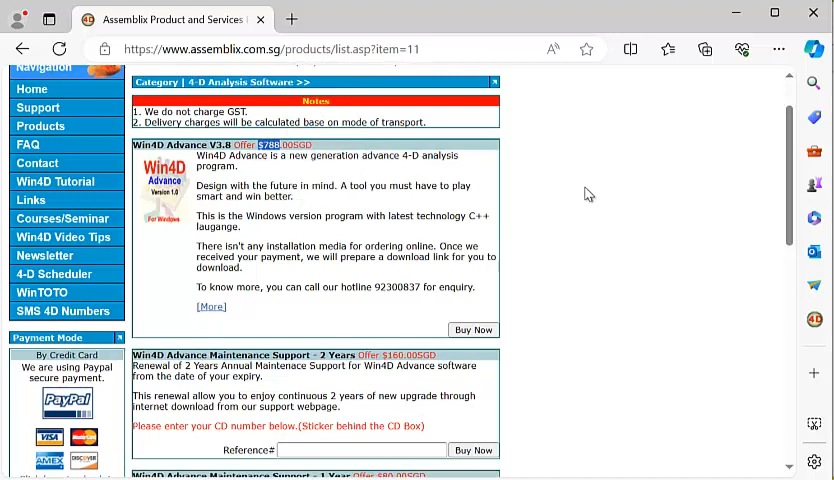 Assemblix Product and Services
https://www.assemblix.com.sg/products/list.asp?item=11
Navigation
Home
Support
Products
FAQ
Contact
Win4D Tutorial
Links
Courses/Seminar
Win4D Video Tips
Newsletter
4-D Scheduler
WinTOTO
SMS 4D Numbers
Payment Mode
By Credit Card
We are using Paypal
secure payment.
PayPal
VISA
MasterCard
AMEX
DISCOVER
Category | 4-D Analysis Software >>
Notes
1. We do not charge GST.
2. Delivery charges will be calculated base on mode of transport.
Win4D Advance V3.8 Offer $788.00SGD
Win4D
Advance
Version 1.0
For Windows
Win4D Advance is a new generation advance 4-D analysis
program.
Design with the future in mind. A tool you must have to play
smart and win better.
This is the Windows version program with latest technology C++
laugange.
There isn't any installation media for ordering online. Once we
received your payment, we will prepare a download link for you to
download.
To know more, you can call our hotline 92300837 for enquiry.
[More]
Buy Now
Win4D Advance Maintenance Support - 2 Years Offer $160.00SGD
Renewal of 2 Years Annual Maintenace Support for Win4D Advance software
from the date of your expiry.
This renewal allow you to enjoy continuous 2 years of new upgrade through
internet download from our support webpage.
Please enter your CD number below.(Sticker behind the CD Box)
Reference#
Buy Now
Win4D Advance Maintenance Support - 1 Year Offer $80.00SGD